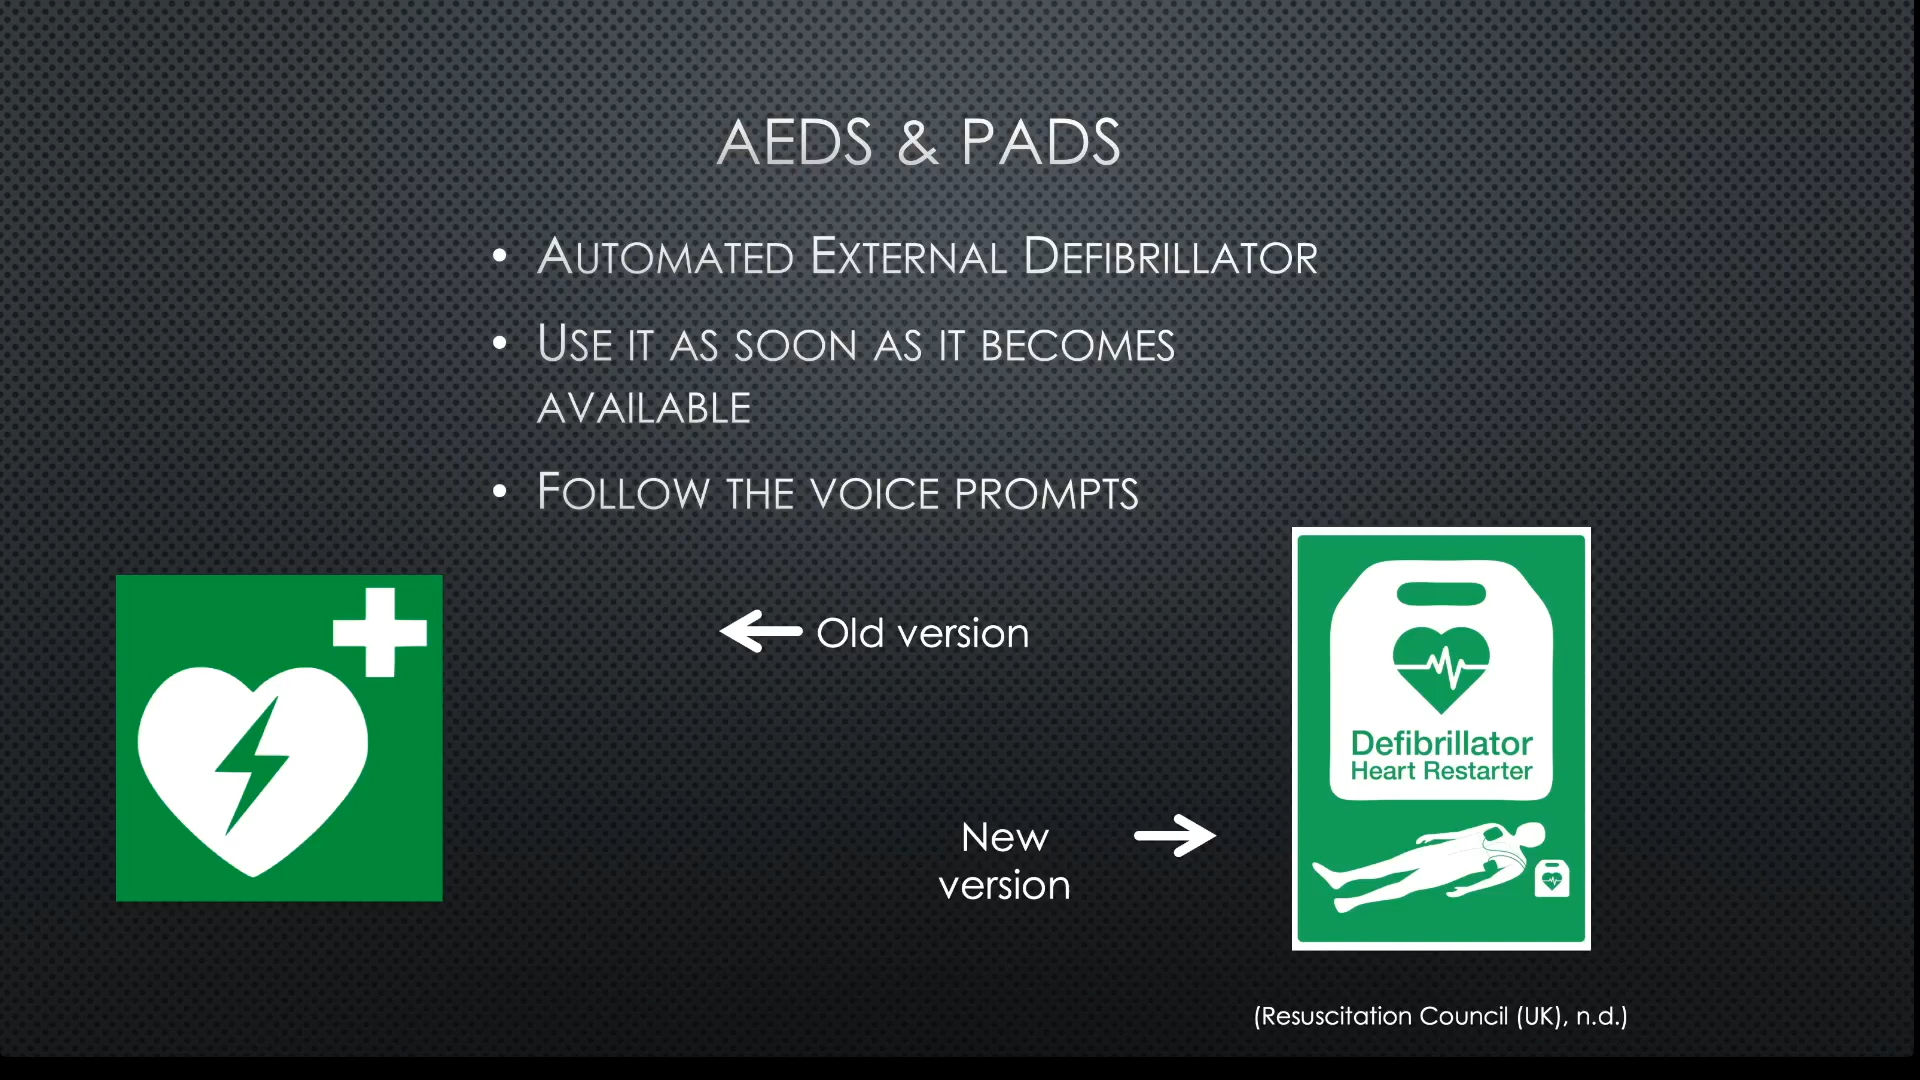 AEDS & PADS
• AUTOMATED EXTERNAL DEFIBRILLATOR
• USE IT AS SOON AS IT BECOMES
AVAILABLE
• FOLLOW THE VOICE PROMPTS
Old version
Defibrillator
Heart Restarter
New
version
(Resuscitation Council (UK), n.d.)